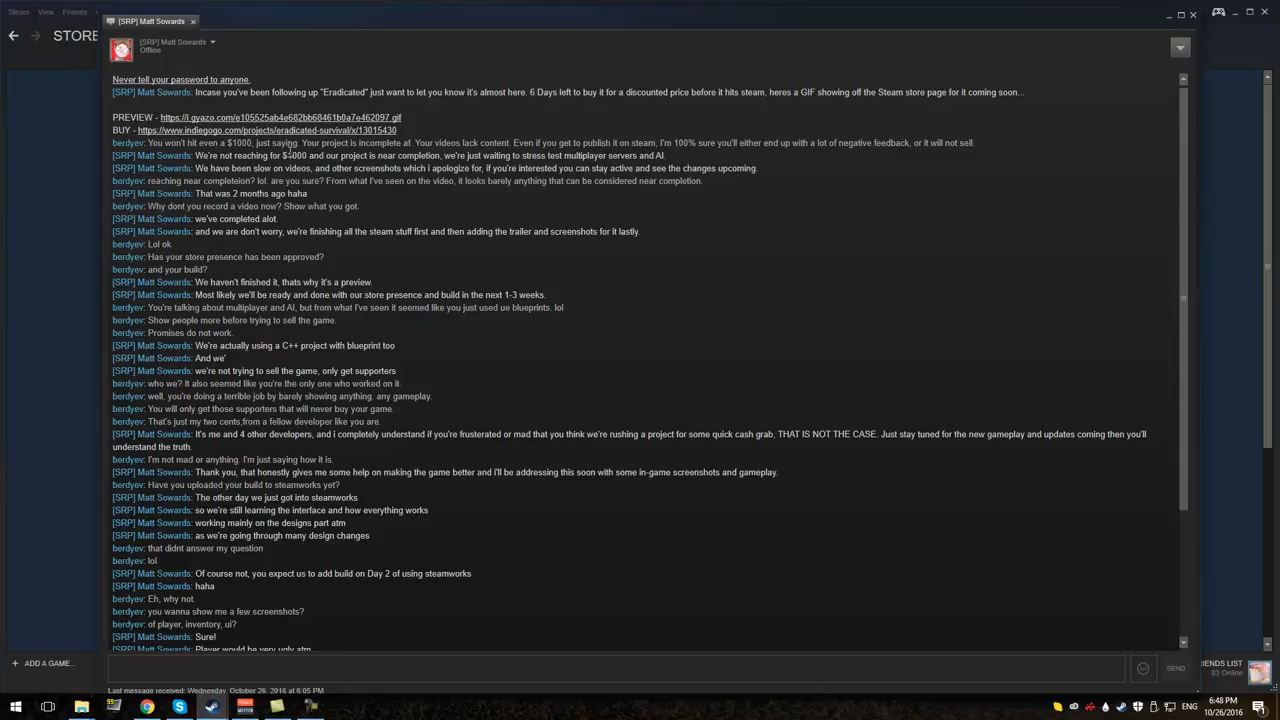 Steam View Friends
[SRP] Matt Sowards ×
STORE
[SRP] Matt Sowards
Offline
Never tell your password to anyone.
[SRP] Matt Sowards: Incase you've been following up "Eradicated" just want to let you know it's almost here. 6 Days left to buy it for a discounted price before it hits steam, heres a GIF showing off the Steam store page for it coming soon...
PREVIEW - https://i.gyazo.com/e105525ab4e682bb68461b0a7e462097.gif
BUY - https://www.indiegogo.com/projects/eradicated-survival/x/13015430
berdyev: You won't hit even a $1000, just saying. Your project is incomplete af. Your videos lack content. Even if you get to publish it on steam, I'm 100% sure you'll either end up with a lot of negative feedback, or it will not sell.
[SRP] Matt Sowards: We're not reaching for $4000 and our project is near completion, we're just waiting to stress test multiplayer servers and AI.
[SRP] Matt Sowards: We have been slow on videos, and other screenshots which i apologize for, if you're interested you can stay active and see the changes upcoming.
berdyev: reaching near completeion? lol. are you sure? From what I've seen on the video, it looks barely anything that can be considered near completion.
[SRP] Matt Sowards: That was 2 months ago haha
berdyev: Why dont you record a video now? Show what you got.
[SRP] Matt Sowards: we've completed alot.
[SRP] Matt Sowards: and we are don't worry, we're finishing all the steam stuff first and then adding the trailer and screenshots for it lastly.
berdyev: Lol ok.
berdyev: Has your store presence has been approved?
berdyev: and your build?
[SRP] Matt Sowards: We haven't finished it, thats why it's a preview.
[SRP] Matt Sowards: Most likely we'll be ready and done with our store presence and build in the next 1-3 weeks.
berdyev: You're talking about multiplayer and AI, but from what I've seen it seemed like you just used ue blueprints. lol
berdyev: Show people more before trying to sell the game.
berdyev: Promises do not work.
[SRP] Matt Sowards: We're actually using a C++ project with blueprint too
[SRP] Matt Sowards: And we'
[SRP] Matt Sowards: we're not trying to sell the game, only get supporters
berdyev: who we? It also seemed like you're the only one who worked on it.
berdyev: well, you're doing a terrible job by barely showing anything. any gameplay.
berdyev: You will only get those supporters that will never buy your game.
berdyev: That's just my two cents,from a fellow developer like you are.
[SRP] Matt Sowards: It's me and 4 other developers, and i completely understand if you're frusterated or mad that you think we're rushing a project for some quick cash grab, THAT IS NOT THE CASE. Just stay tuned for the new gameplay and updates coming then you'll
understand the truth.
berdyev: I'm not mad or anything. I'm just saying how it is.
[SRP] Matt Sowards: Thank you, that honestly gives me some help on making the game better and i'll be addressing this soon with some in-game screenshots and gameplay.
berdyev: Have you uploaded your build to steamworks yet?
[SRP] Matt Sowards: The other day we just got into steamworks
[SRP] Matt Sowards: so we're still learning the interface and how everything works
[SRP] Matt Sowards: working mainly on the designs part atm
[SRP] Matt Sowards: as we're going through many design changes
berdyev: that didnt answer my question
berdyev: lol
[SRP] Matt Sowards: Of course not, you expect us to add build on Day 2 of using steamworks
[SRP] Matt Sowards: haha
berdyev: Eh, why not.
berdyev: you wanna show me a few screenshots?
berdyev: of player, inventory, ui?
[SRP] Matt Sowards: Sure!
[SRP] Matt Sowards: Player would be very ugly atm
+ ADD A GAME...
SEND
IENDS LIST
83 Online
Last message received: Wednesday, October 26, 2016 at 6:05 PM
ENG
6:48 PM
10/26/2016